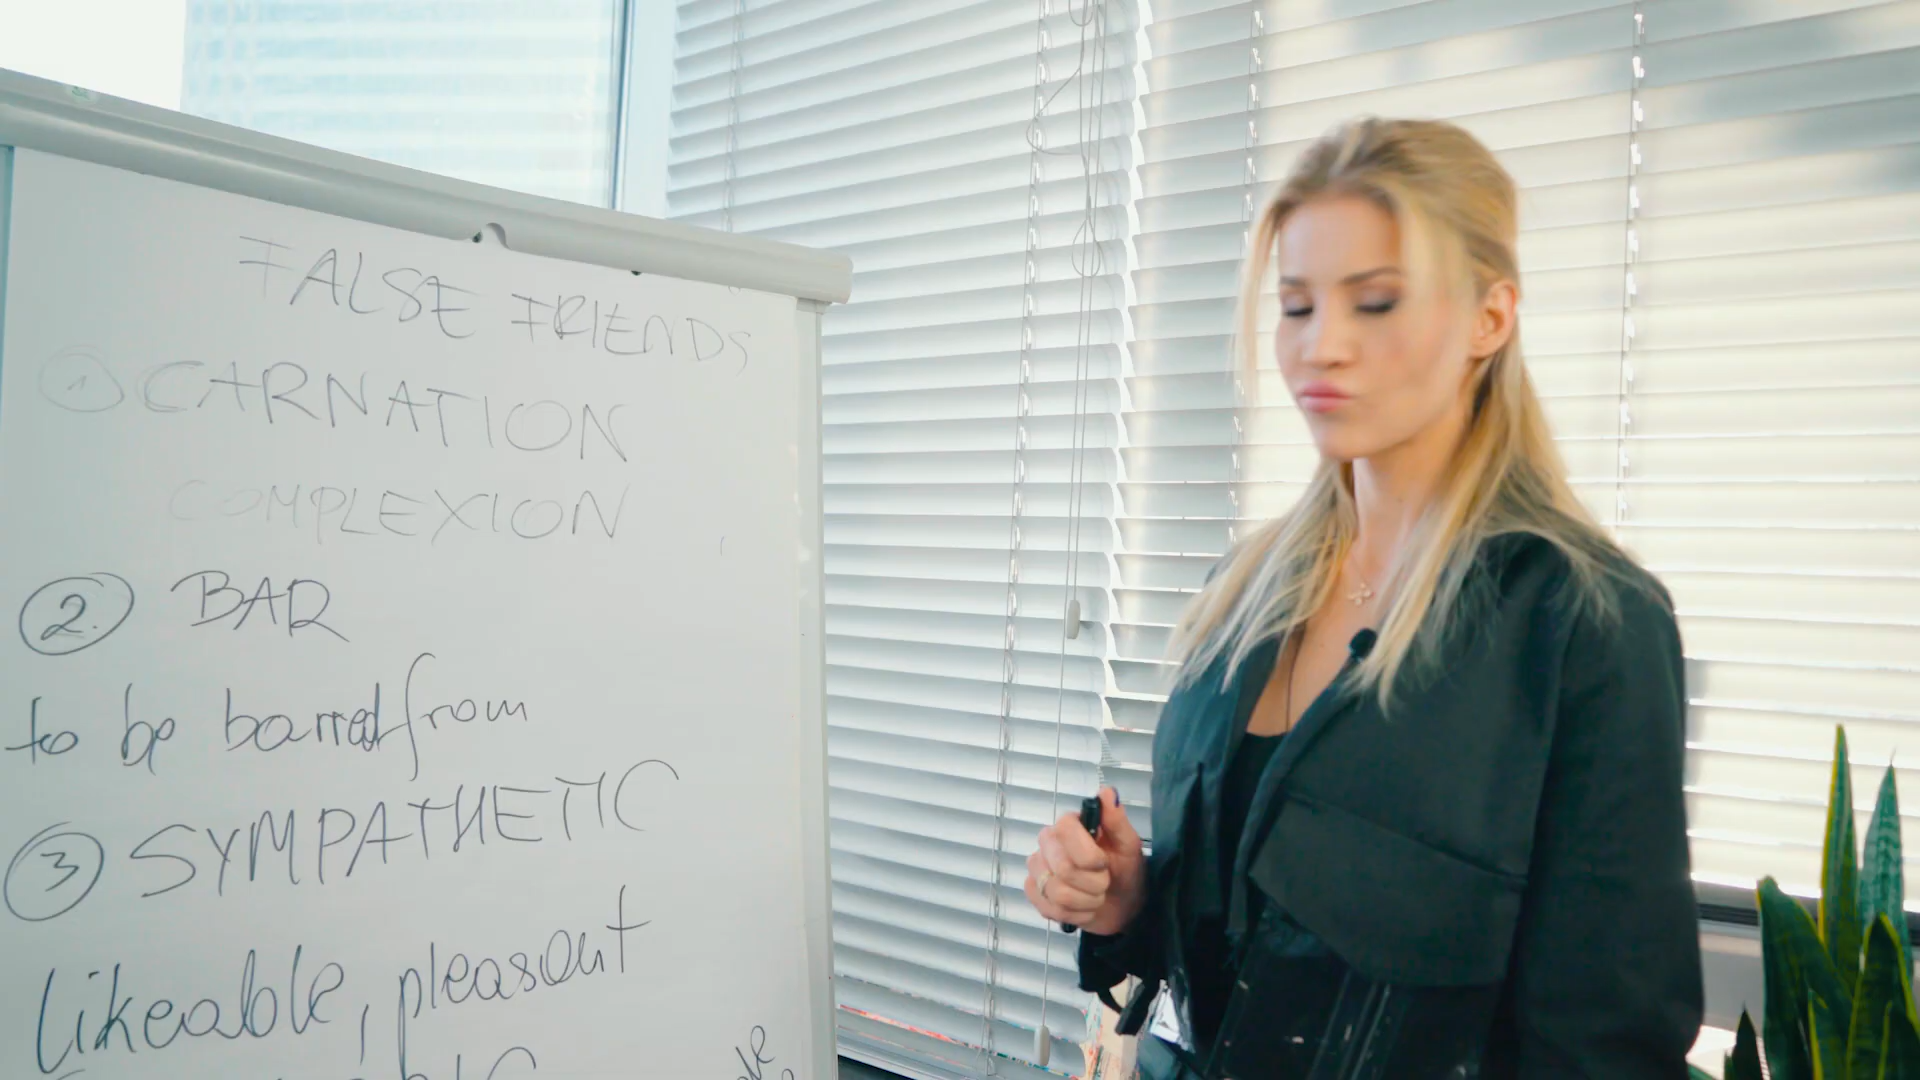 FALSE FRIENDS
1 CARNATION
COMPLEXION
2. BAR
to be barred from
3 SYMPATHETIC
likeable, pleasant